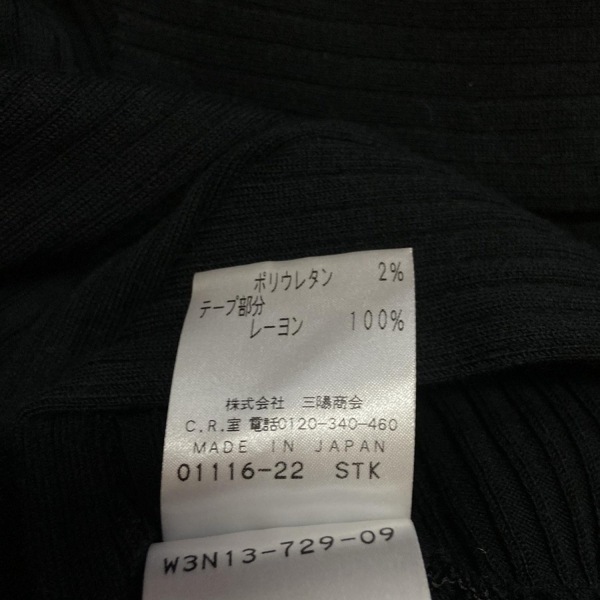 ポリウレタン 2%
テープ部分
レーヨン 100%
株式会社 三陽商会
C.R.室 電話0120-340-460
MADE IN JAPAN
01116-22 STK
W3N13-729-09